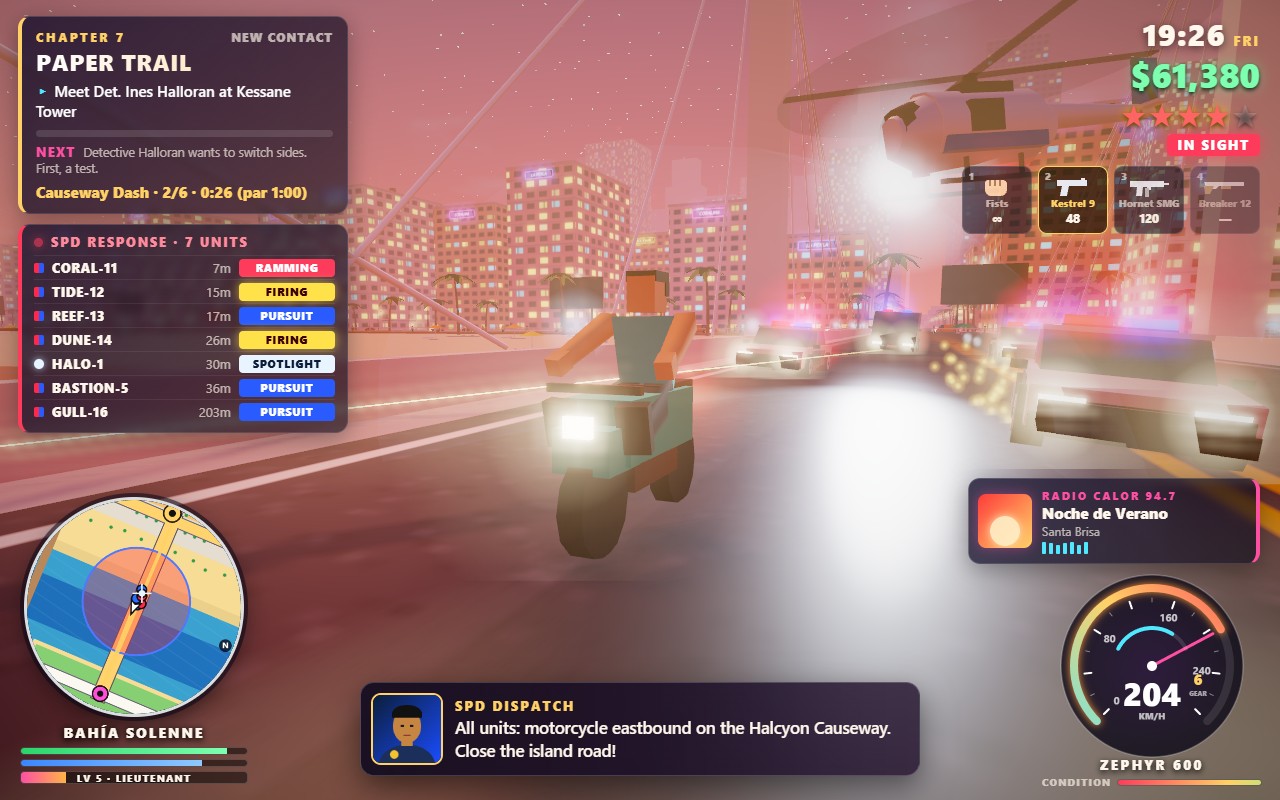 CHAPTER 7 NEW CONTACT
PAPER TRAIL
► Meet Det. Ines Halloran at Kessane
Tower
NEXT Detective Halloran wants to switch sides.
First, a test.
Causeway Dash · 2/6 · 0:26 (par 1:00)
SPD RESPONSE · 7 UNITS
CORAL-11 7m RAMMING
TIDE-12 15m FIRING
REEF-13 17m PURSUIT
DUNE-14 26m FIRING
HALO-1 30m SPOTLIGHT
BASTION-5 36m PURSUIT
GULL-16 203m PURSUIT
19:26 FRI
$61,380
IN SIGHT
1 2 3 4
Fists Kestrel 9 Hornet SMG Breaker 12
∞ 48 120 —
RADIO CALOR 94.7
Noche de Verano
Santa Brisa
N
BAHÍA SOLENNE
LV 5 · LIEUTENANT
SPD DISPATCH
All units: motorcycle eastbound on the Halcyon Causeway.
Close the island road!
0 80 160 240
6
GEAR
204
KM/H
ZEPHYR 600
CONDITION